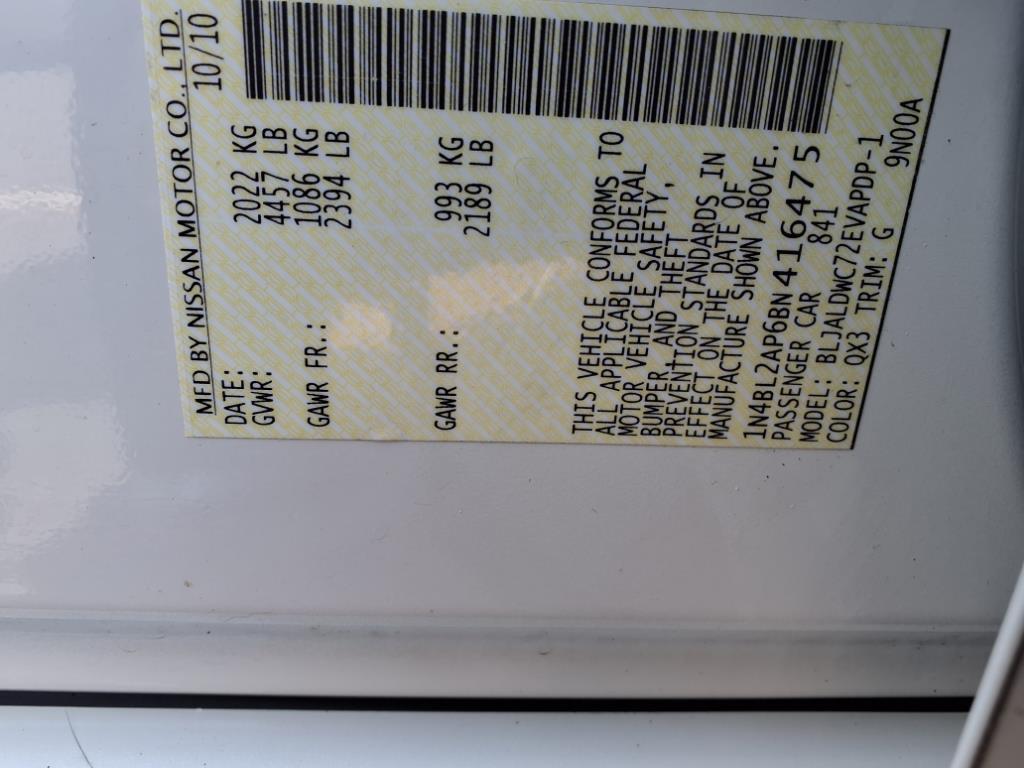 MFD BY NISSAN MOTOR CO., LTD.
DATE: 10/10
GVWR: 2022 KG
4457 LB
GAWR FR.: 1086 KG
2394 LB
GAWR RR.: 993 KG
2189 LB
THIS VEHICLE CONFORMS TO
ALL APPLICABLE FEDERAL
MOTOR VEHICLE SAFETY,
BUMPER, AND THEFT
PREVENTION STANDARDS IN
EFFECT ON THE DATE OF
MANUFACTURE SHOWN ABOVE.
1N4BL2AP6BN416475
PASSENGER CAR 841
MODEL: BLJALDWC72EVAPDP-1
COLOR: QX3 TRIM: G 9N00A